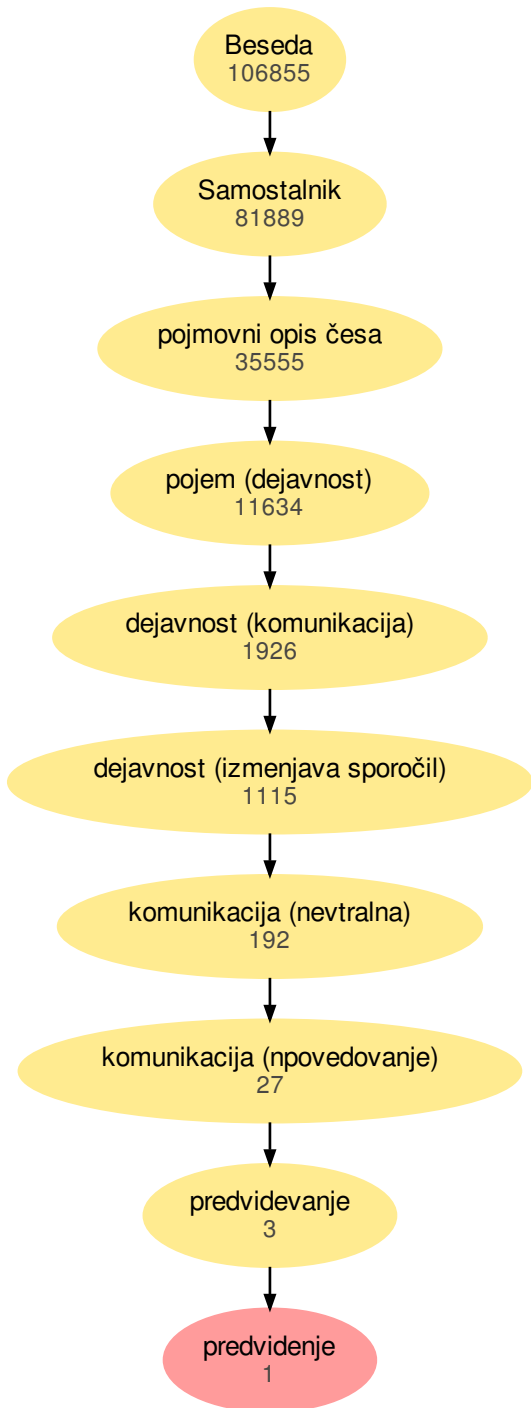 Beseda
106855
Samostalnik
81889
pojmovni opis česa
35555
pojem (dejavnost)
11634
dejavnost (komunikacija)
1926
dejavnost (izmenjava sporočil)
1115
komunikacija (nevtralna)
192
komunikacija (npovedovanje)
27
predvidevanje
3
predvidenje
1